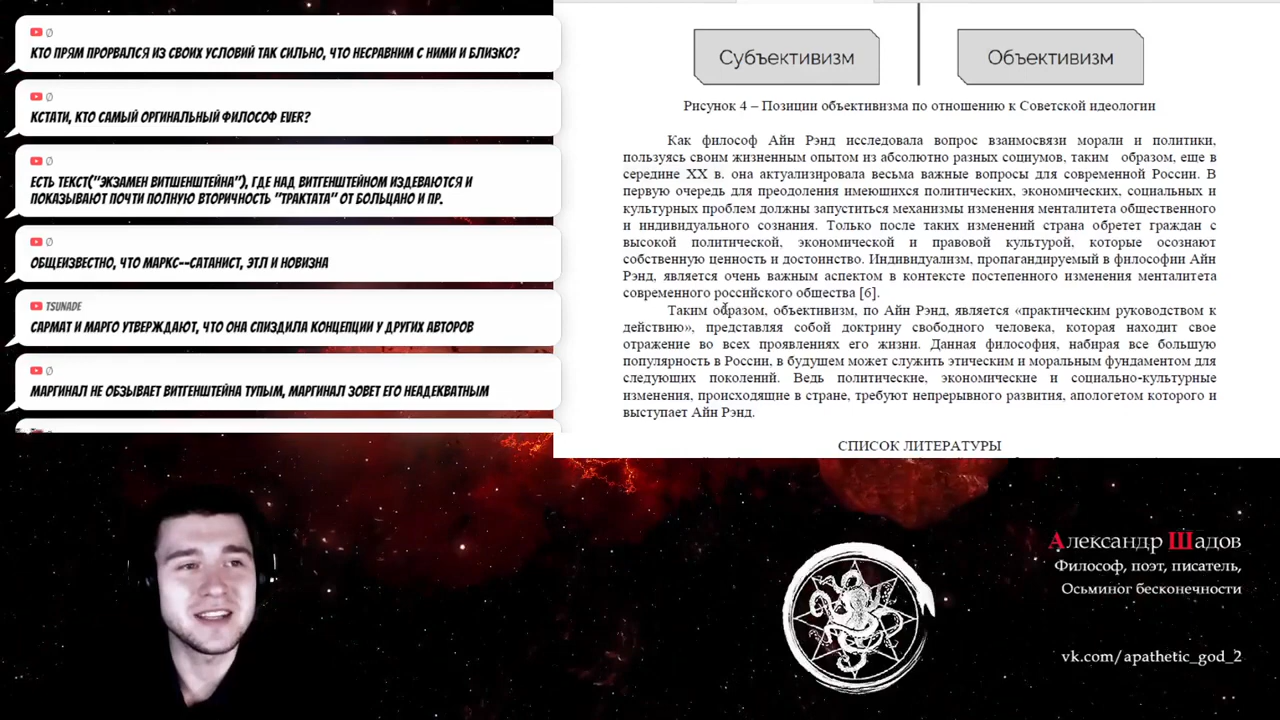 Ø
КТО ПРЯМ ПРОРВАЛСЯ ИЗ СВОИХ УСЛОВИЙ ТАК СИЛЬНО, ЧТО НЕСРАВНИМ С НИМИ И БЛИЗКО?
Ø
КСТАТИ, КТО САМЫЙ ОРГИНАЛЬНЫЙ ФИЛОСОФ EVER?
Ø
ЕСТЬ ТЕКСТ("ЭКЗАМЕН ВИТШЕНШТЕЙНА"), ГДЕ НАД ВИТГЕНШТЕЙНОМ ИЗДЕВАЮТСЯ И
ПОКАЗЫВАЮТ ПОЧТИ ПОЛНУЮ ВТОРИЧНОСТЬ "ТРАКТАТА" ОТ БОЛЬЦАНО И ПР.
Ø
ОБЩЕИЗВЕСТНО, ЧТО МАРКС--САТАНИСТ, ЭТЛ И НОВИЗНА
TSUNADE
САРМАТ И МАРГО УТВЕРЖДАЮТ, ЧТО ОНА СПИЗДИЛА КОНЦЕПЦИИ У ДРУГИХ АВТОРОВ
Ø
МАРГИНАЛ НЕ ОБЗЫВАЕТ ВИТГЕНШТЕЙНА ТУПЫМ, МАРГИНАЛ ЗОВЕТ ЕГО НЕАДЕКВАТНЫМ
Субъективизм
Объективизм
Рисунок 4 – Позиции объективизма по отношению к Советской идеологии
Как философ Айн Рэнд исследовала вопрос взаимосвязи морали и политики,
пользуясь своим жизненным опытом из абсолютно разных социумов, таким образом, еще в
середине XX в. она актуализировала весьма важные вопросы для современной России. В
первую очередь для преодоления имеющихся политических, экономических, социальных и
культурных проблем должны запуститься механизмы изменения менталитета общественного
и индивидуального сознания. Только после таких изменений страна обретет граждан с
высокой политической, экономической и правовой культурой, которые осознают
собственную ценность и достоинство. Индивидуализм, пропагандируемый в философии Айн
Рэнд, является очень важным аспектом в контексте постепенного изменения менталитета
современного российского общества [6].
Таким образом, объективизм, по Айн Рэнд, является «практическим руководством к
действию», представляя собой доктрину свободного человека, которая находит свое
отражение во всех проявлениях его жизни. Данная философия, набирая все большую
популярность в России, в будущем может служить этическим и моральным фундаментом для
следующих поколений. Ведь политические, экономические и социально-культурные
изменения, происходящие в стране, требуют непрерывного развития, апологетом которого и
выступает Айн Рэнд.
СПИСОК ЛИТЕРАТУРЫ
Александр Шадов
Философ, поэт, писатель,
Осьминог бесконечности
vk.com/apathetic_god_2